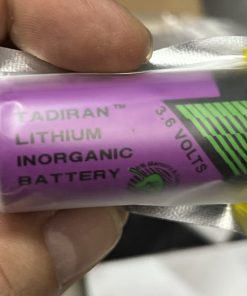 TADIRAN™
LITHIUM
INORGANIC
BATTERY
3.6 VOLTS